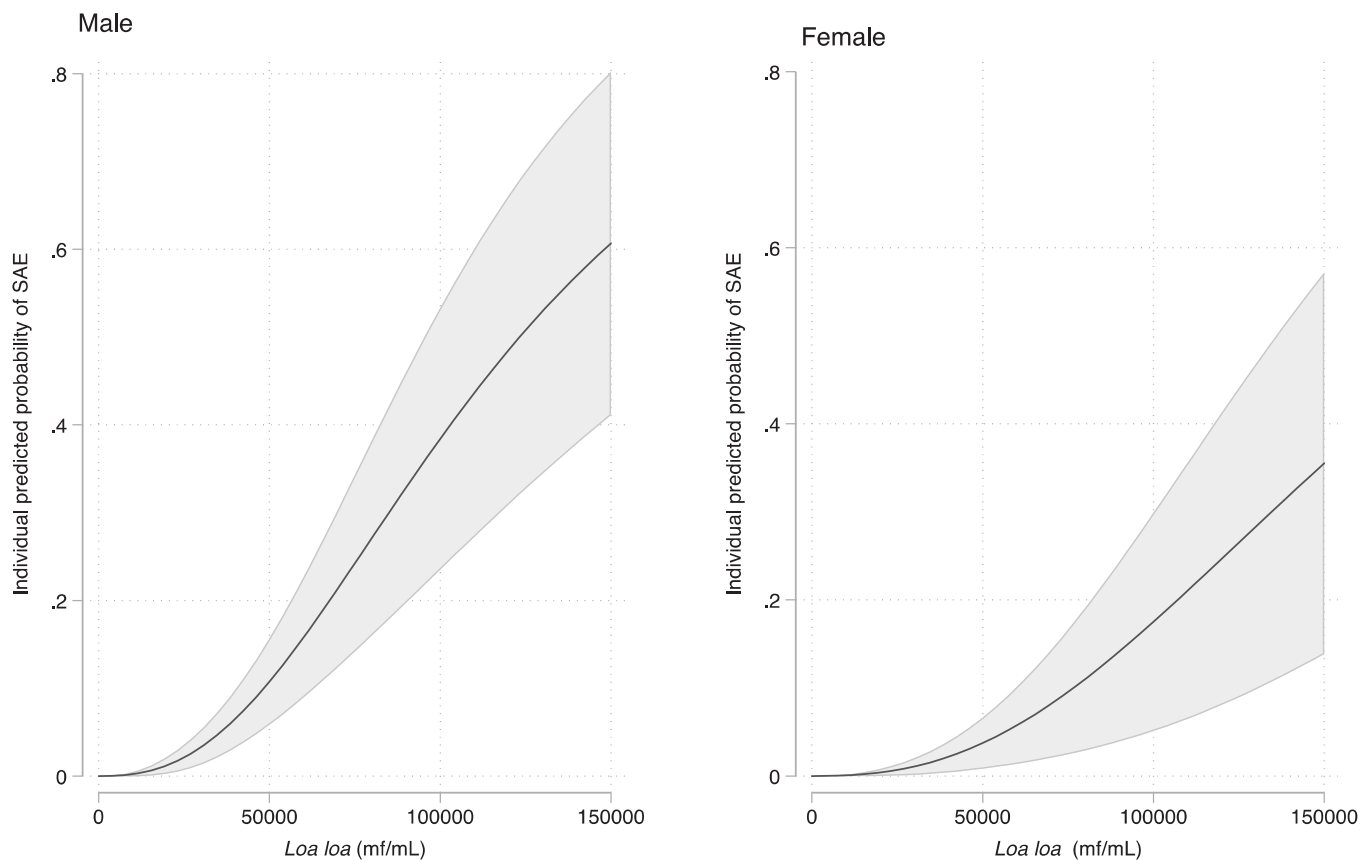 Male
Individual predicted probability of SAE
.8
.6
.4
.2
0
0 50000 100000 150000
Loa loa (mf/mL)
Female
Individual predicted probability of SAE
.8
.6
.4
.2
0
0 50000 100000 150000
Loa loa (mf/mL)